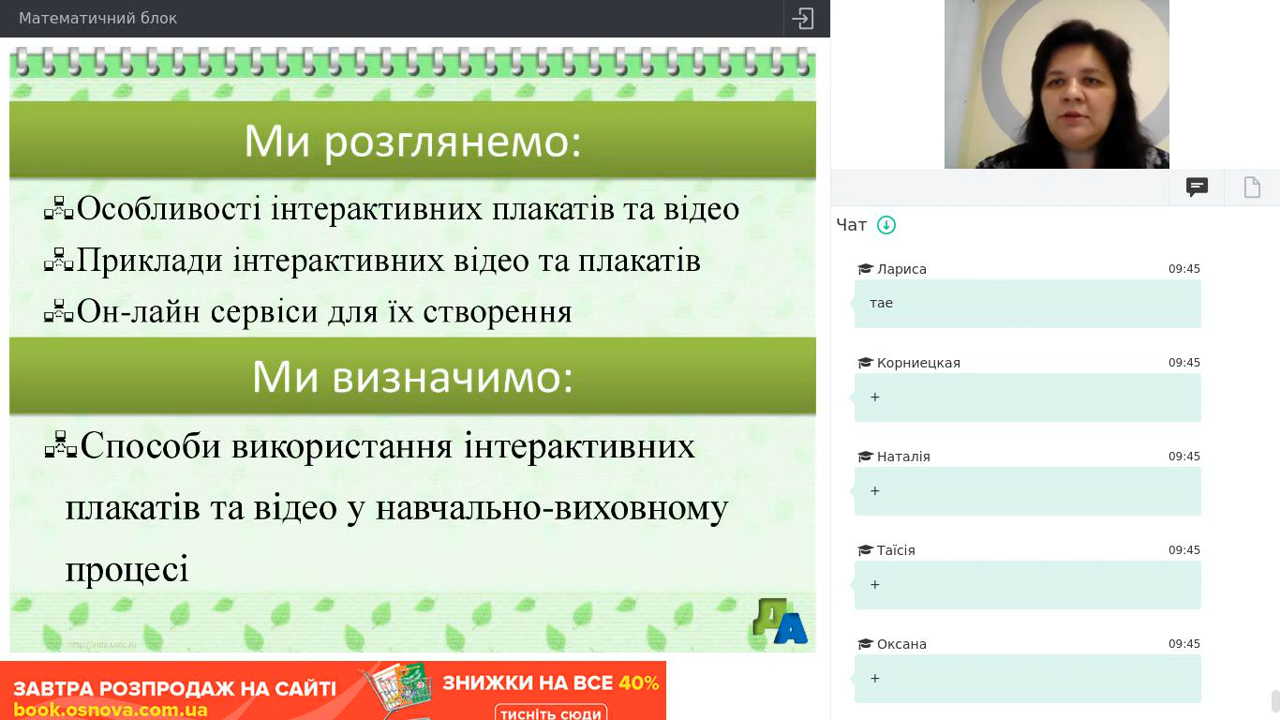 Математичний блок
Ми розглянемо:
Особливості інтерактивних плакатів та відео
Приклади інтерактивних відео та плакатів
Он-лайн сервіси для їх створення
Ми визначимо:
Способи використання інтерактивних
плакатів та відео у навчально-виховному
процесі
ДА
ЗАВТРА РОЗПРОДАЖ НА САЙТІ
book.osnova.com.ua
ЗНИЖКИ НА ВСЕ 40%
тисніть сюди
Чат
Лариса 09:45
тае
Корниецкая 09:45
+
Наталія 09:45
+
Таїсія 09:45
+
Оксана 09:45
+